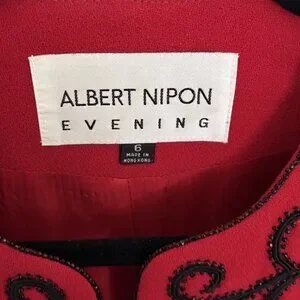 ALBERT NIPON
EVENING
6
MADE IN
HONG KONG